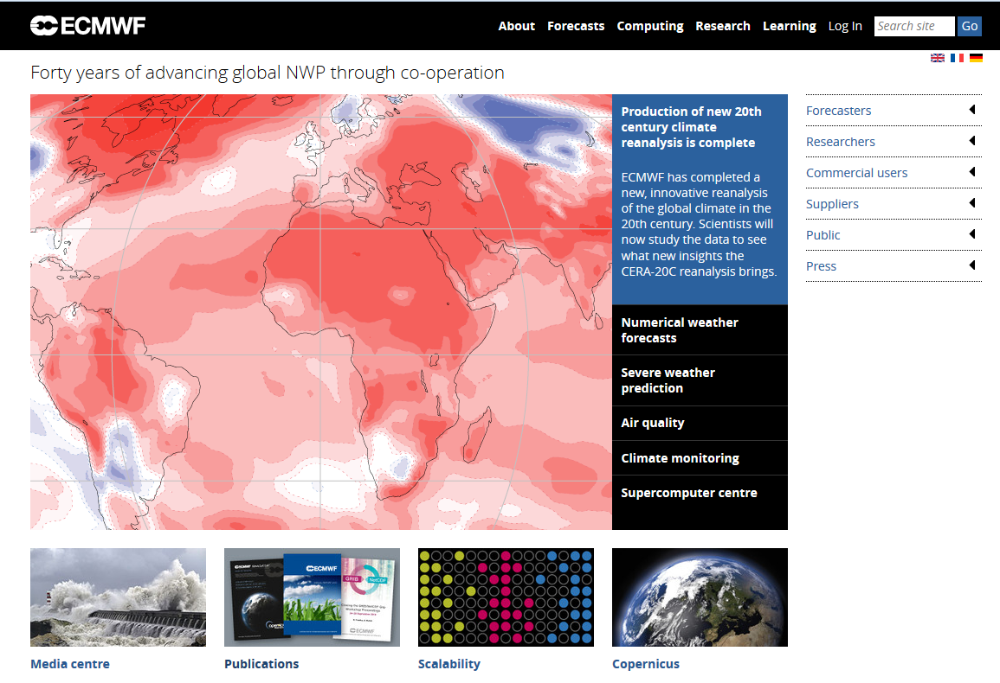 ECMWF
About Forecasts Computing Research Learning Log In Search site Go
Forty years of advancing global NWP through co-operation
Production of new 20th
century climate
reanalysis is complete
ECMWF has completed a
new, innovative reanalysis
of the global climate in the
20th century. Scientists will
now study the data to see
what new insights the
CERA-20C reanalysis brings.
Numerical weather
forecasts
Severe weather
prediction
Air quality
Climate monitoring
Supercomputer centre
Forecasters
Researchers
Commercial users
Suppliers
Public
Press
ECMWF
GRIB
NetCDF
ECMWF
Media centre
Publications
Scalability
Copernicus